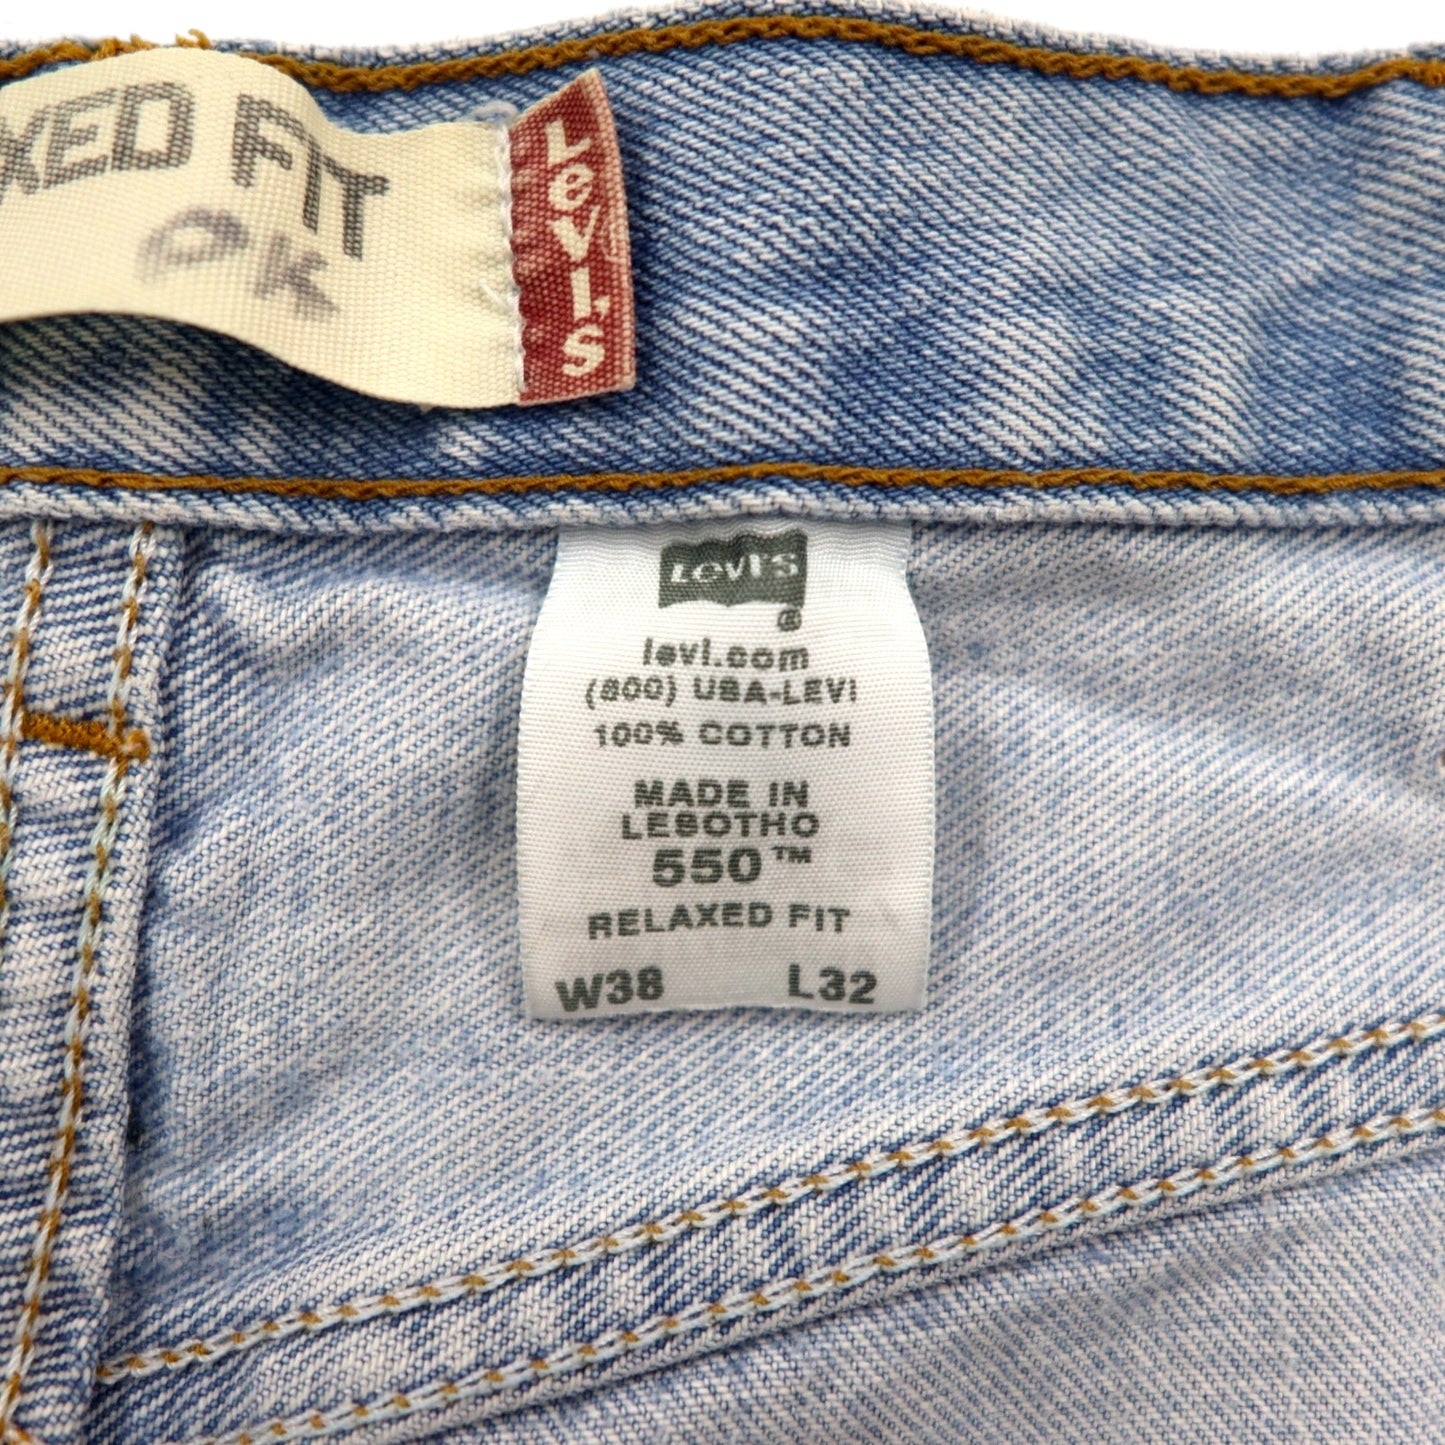 XED FIT
OK
Levi's
LEVI'S
®
levi.com
(800) USA-LEVI
100% COTTON
MADE IN
LESOTHO
550™
RELAXED FIT
W38 L32